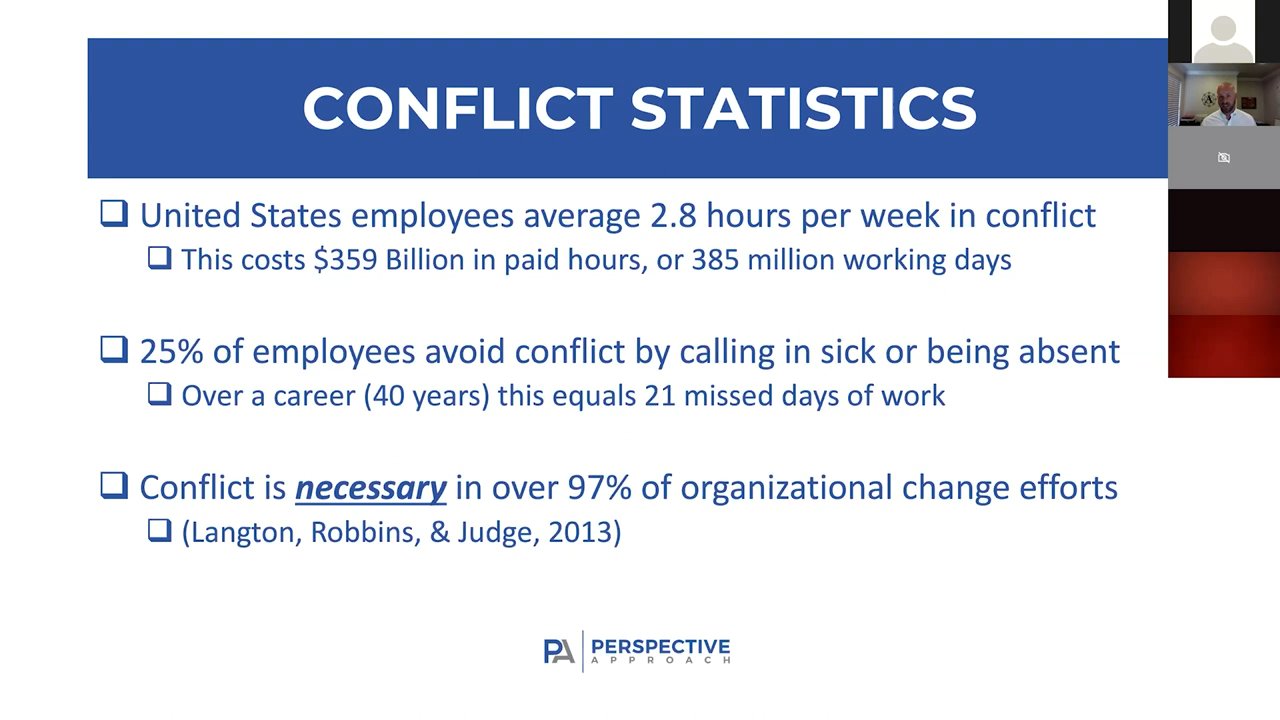 CONFLICT STATISTICS
United States employees average 2.8 hours per week in conflict
This costs $359 Billion in paid hours, or 385 million working days
25% of employees avoid conflict by calling in sick or being absent
Over a career (40 years) this equals 21 missed days of work
Conflict is necessary in over 97% of organizational change efforts
(Langton, Robbins, & Judge, 2013)
PA PERSPECTIVE
APPROACH